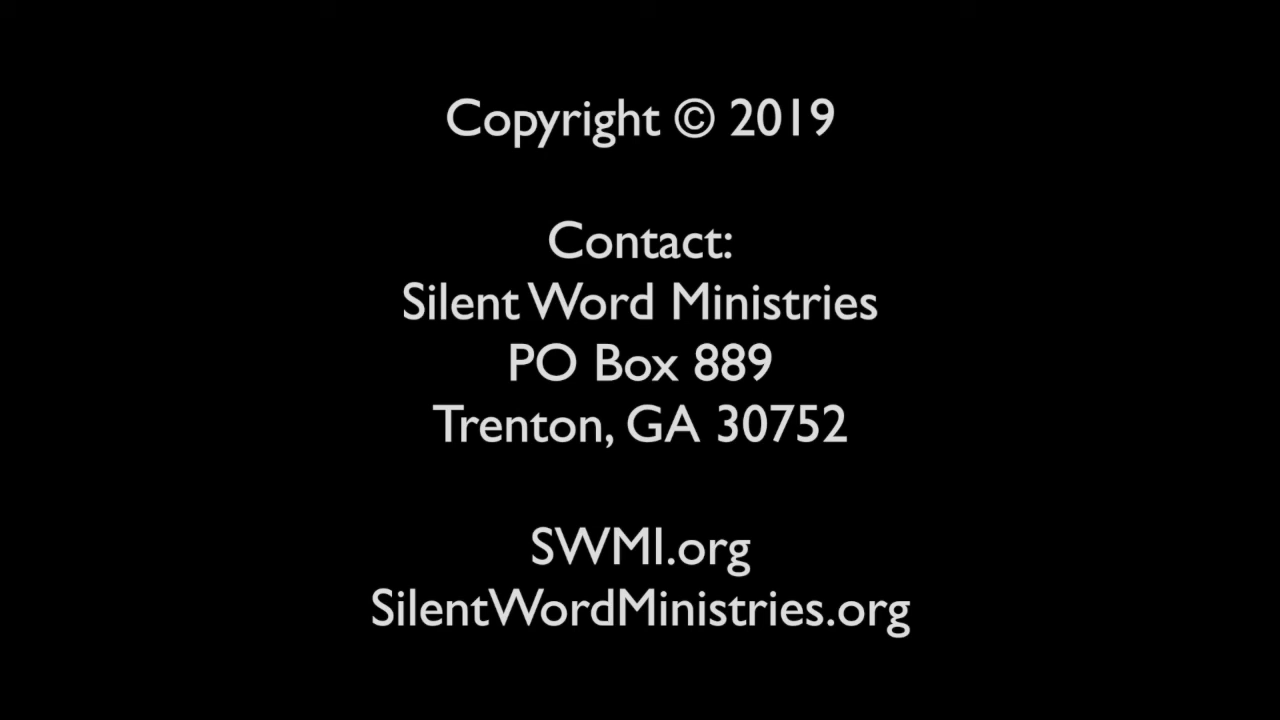 Copyright © 2019
Contact:
Silent Word Ministries
PO Box 889
Trenton, GA 30752
SWMI.org
SilentWordMinistries.org